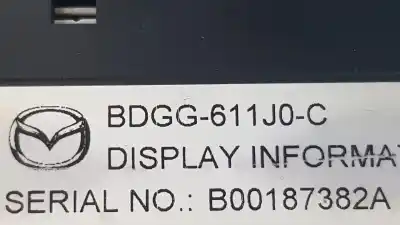 BDGG-611J0-C
DISPLAY INFORMA
SERIAL NO.: B00187382A